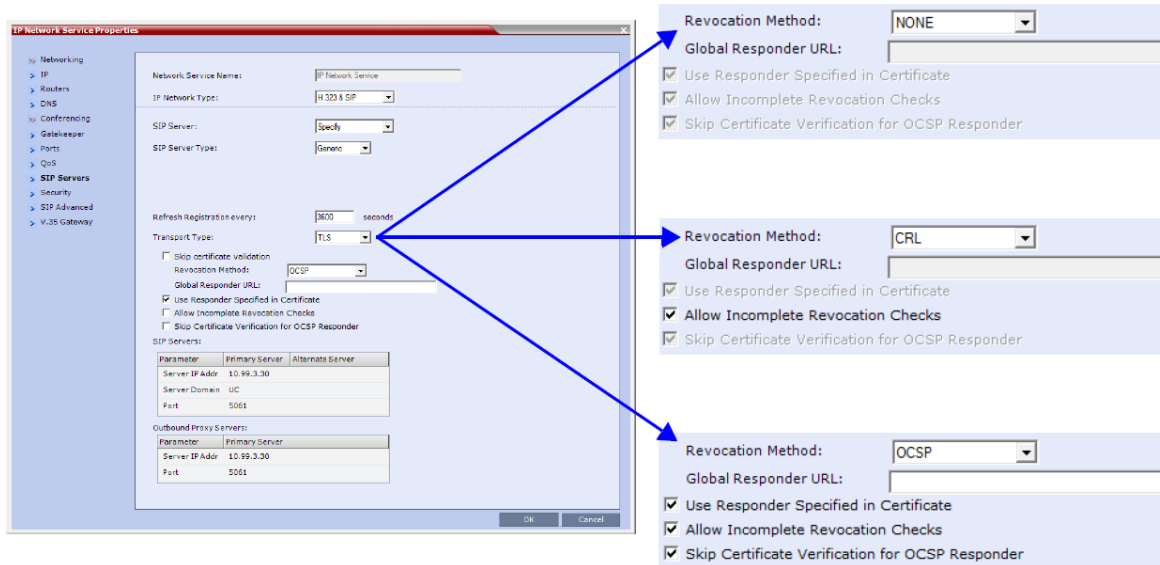 IP Network Service Properties
X
Networking
IP
Routers
DNS
Conferencing
Gatekeeper
Ports
QoS
SIP Servers
Security
SIP Advanced
V.35 Gateway
Network Service Name: IP Network Service
IP Network Type: H.323 & SIP
SIP Server: Specify
SIP Server Type: Generic
Refresh Registration every: 3600 seconds
Transport Type: TLS
Skip certificate validation
Revocation Method: OCSP
Global Responder URL:
Use Responder Specified in Certificate
Allow Incomplete Revocation Checks
Skip Certificate Verification for OCSP Responder
SIP Servers:
Parameter Primary Server Alternate Server
Server IP Addr 10.99.3.30
Server Domain UC
Port 5061
Outbound Proxy Servers:
Parameter Primary Server
Server IP Addr 10.99.3.30
Port 5061
OK Cancel
Revocation Method: NONE
Global Responder URL:
Use Responder Specified in Certificate
Allow Incomplete Revocation Checks
Skip Certificate Verification for OCSP Responder
Revocation Method: CRL
Global Responder URL:
Use Responder Specified in Certificate
Allow Incomplete Revocation Checks
Skip Certificate Verification for OCSP Responder
Revocation Method: OCSP
Global Responder URL:
Use Responder Specified in Certificate
Allow Incomplete Revocation Checks
Skip Certificate Verification for OCSP Responder